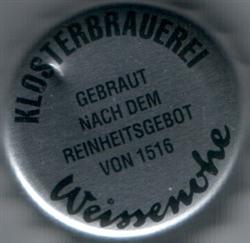 KLOSTERBRAUEREI
GEBRAUT
NACH DEM
REINHEITSGEBOT
VON 1516
Weissenohe